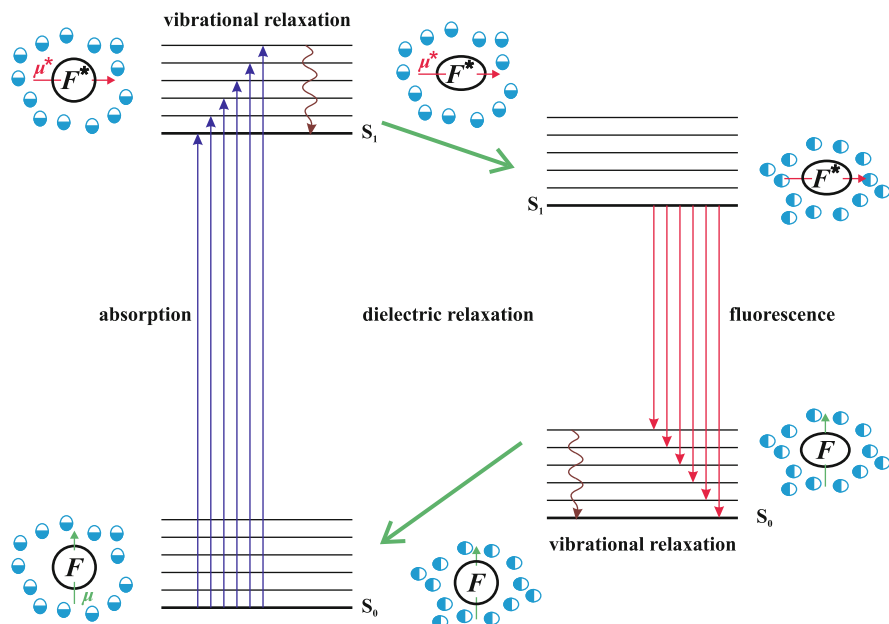 vibrational relaxation
μ*
F*
μ*
F*
S₁
F*
S₁
absorption
dielectric relaxation
fluorescence
F
S₀
vibrational relaxation
F
μ
F
S₀